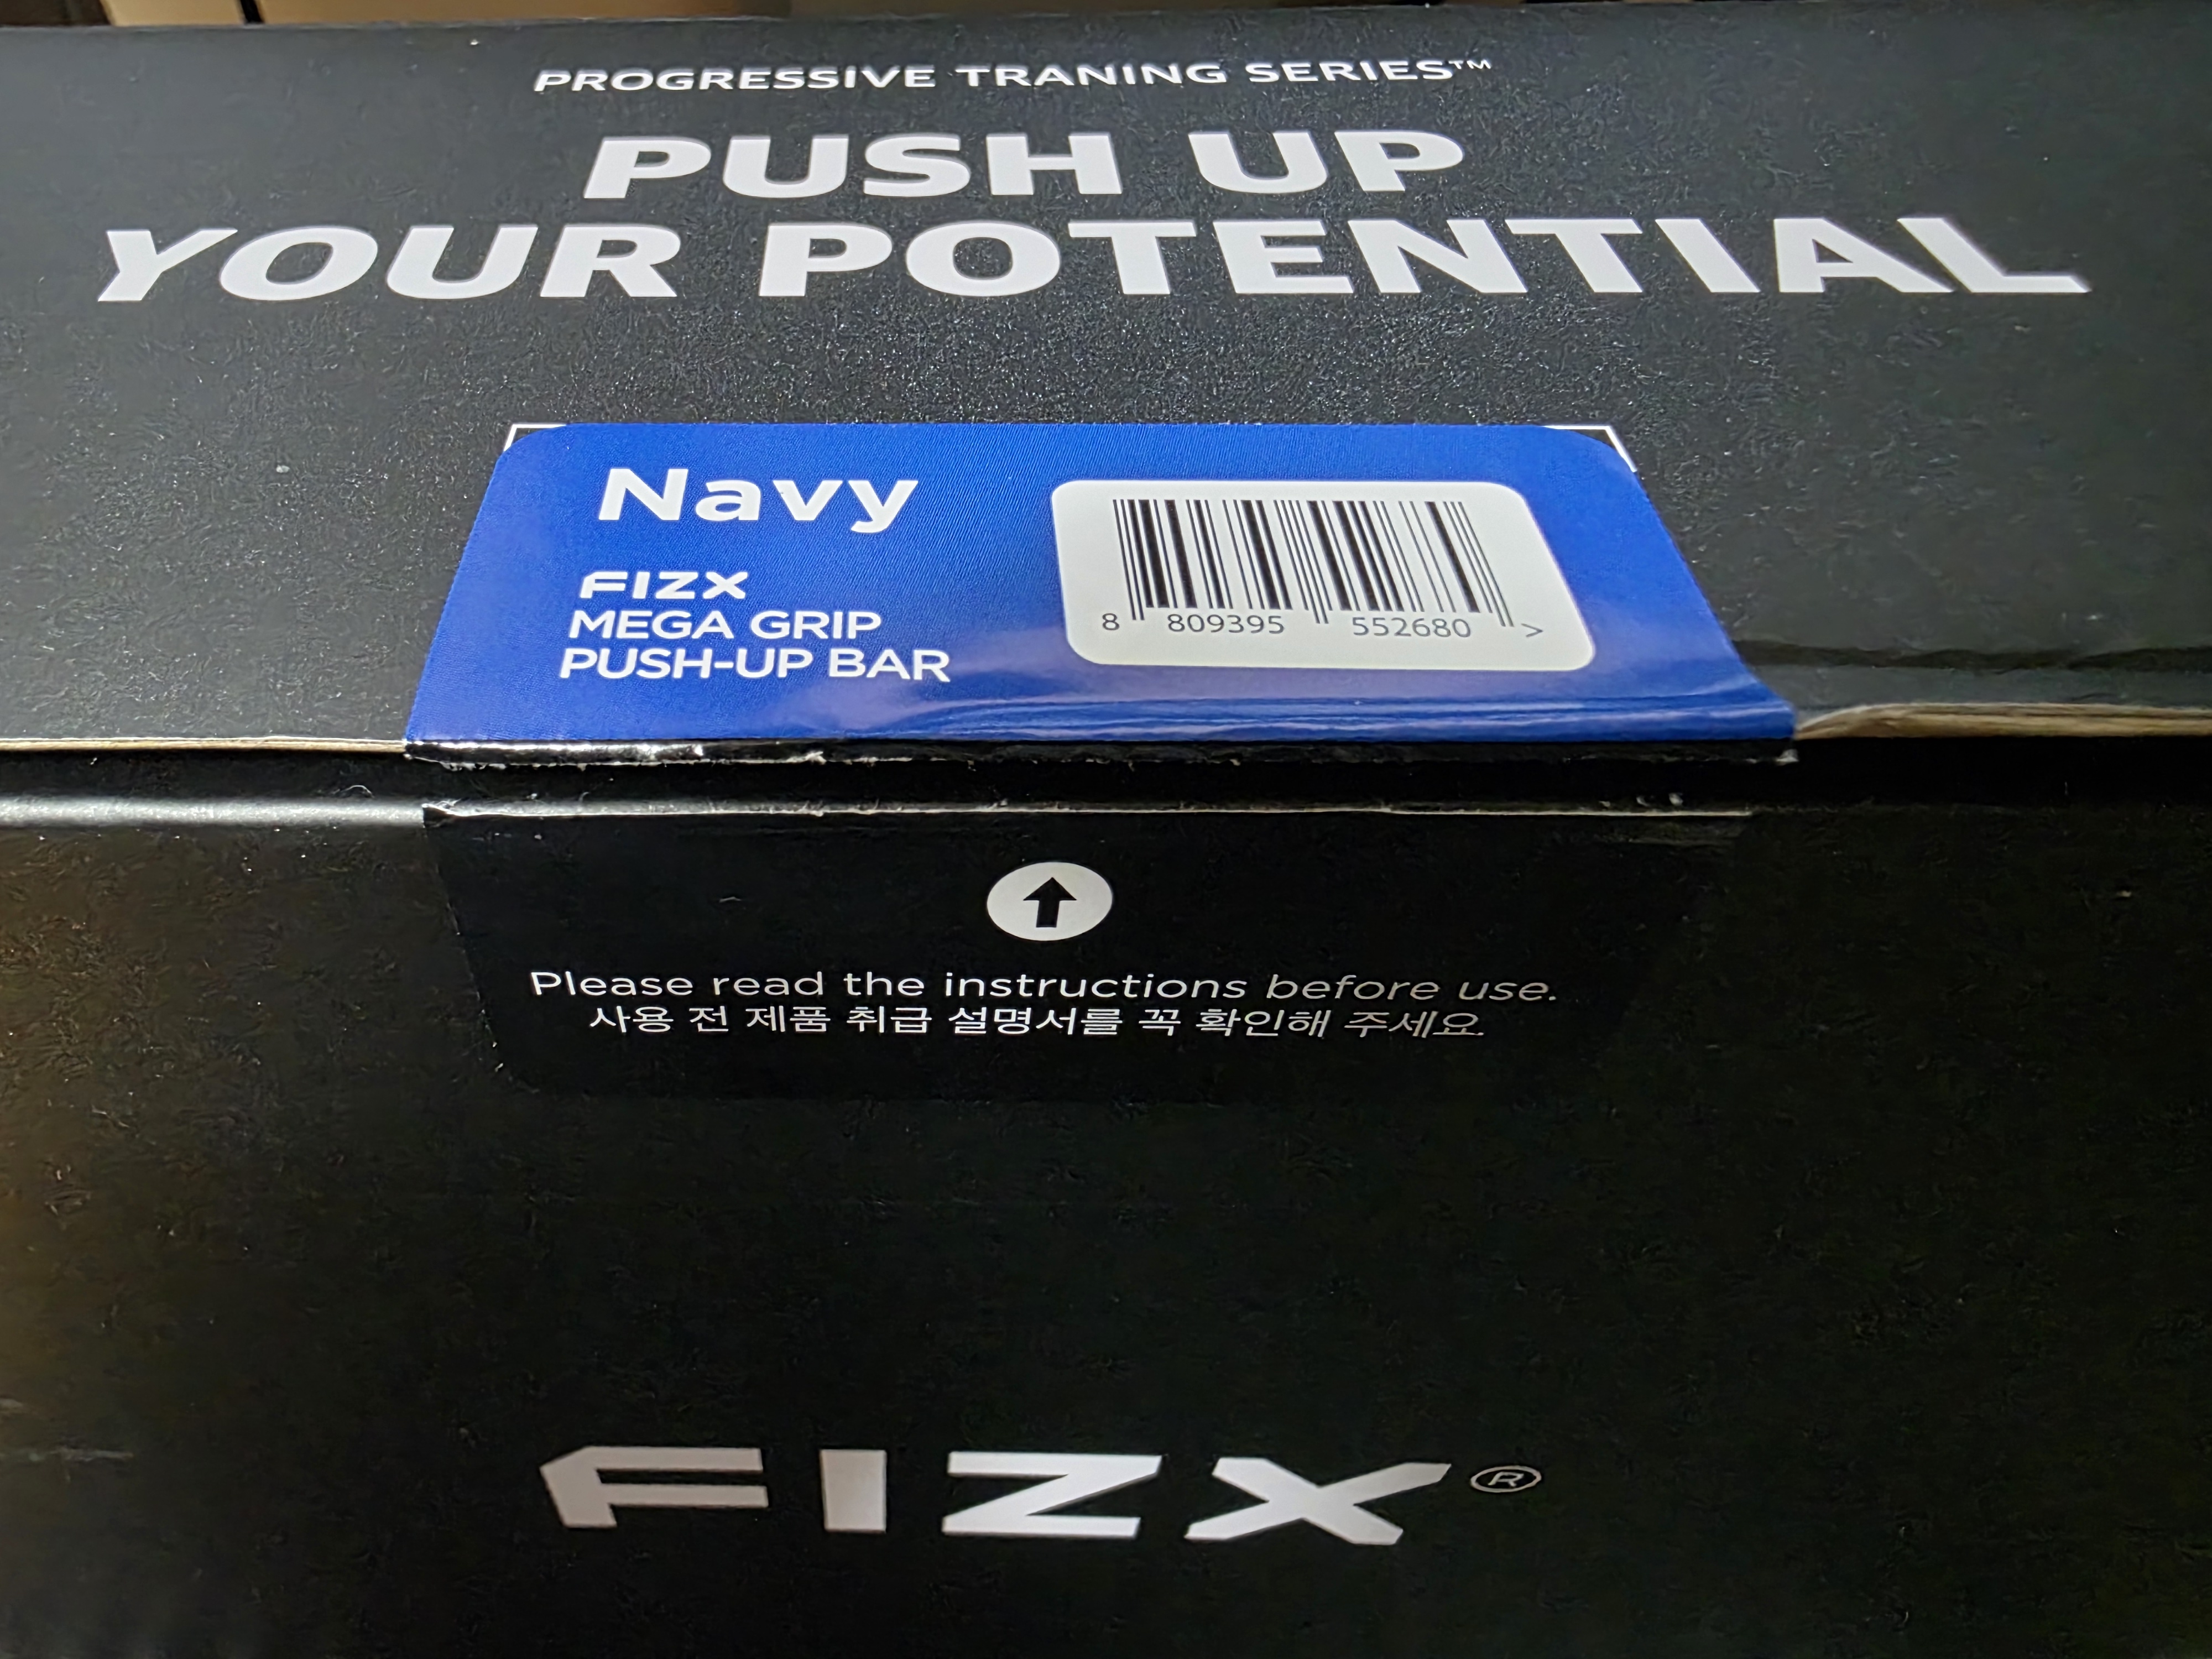 PROGRESSIVE TRANING SERIES™
PUSH UP
YOUR POTENTIAL
Navy
FIZX
MEGA GRIP
PUSH-UP BAR
8 809395 552680 >
Please read the instructions before use.
사용 전 제품 취급 설명서를 꼭 확인해 주세요.
FIZX®